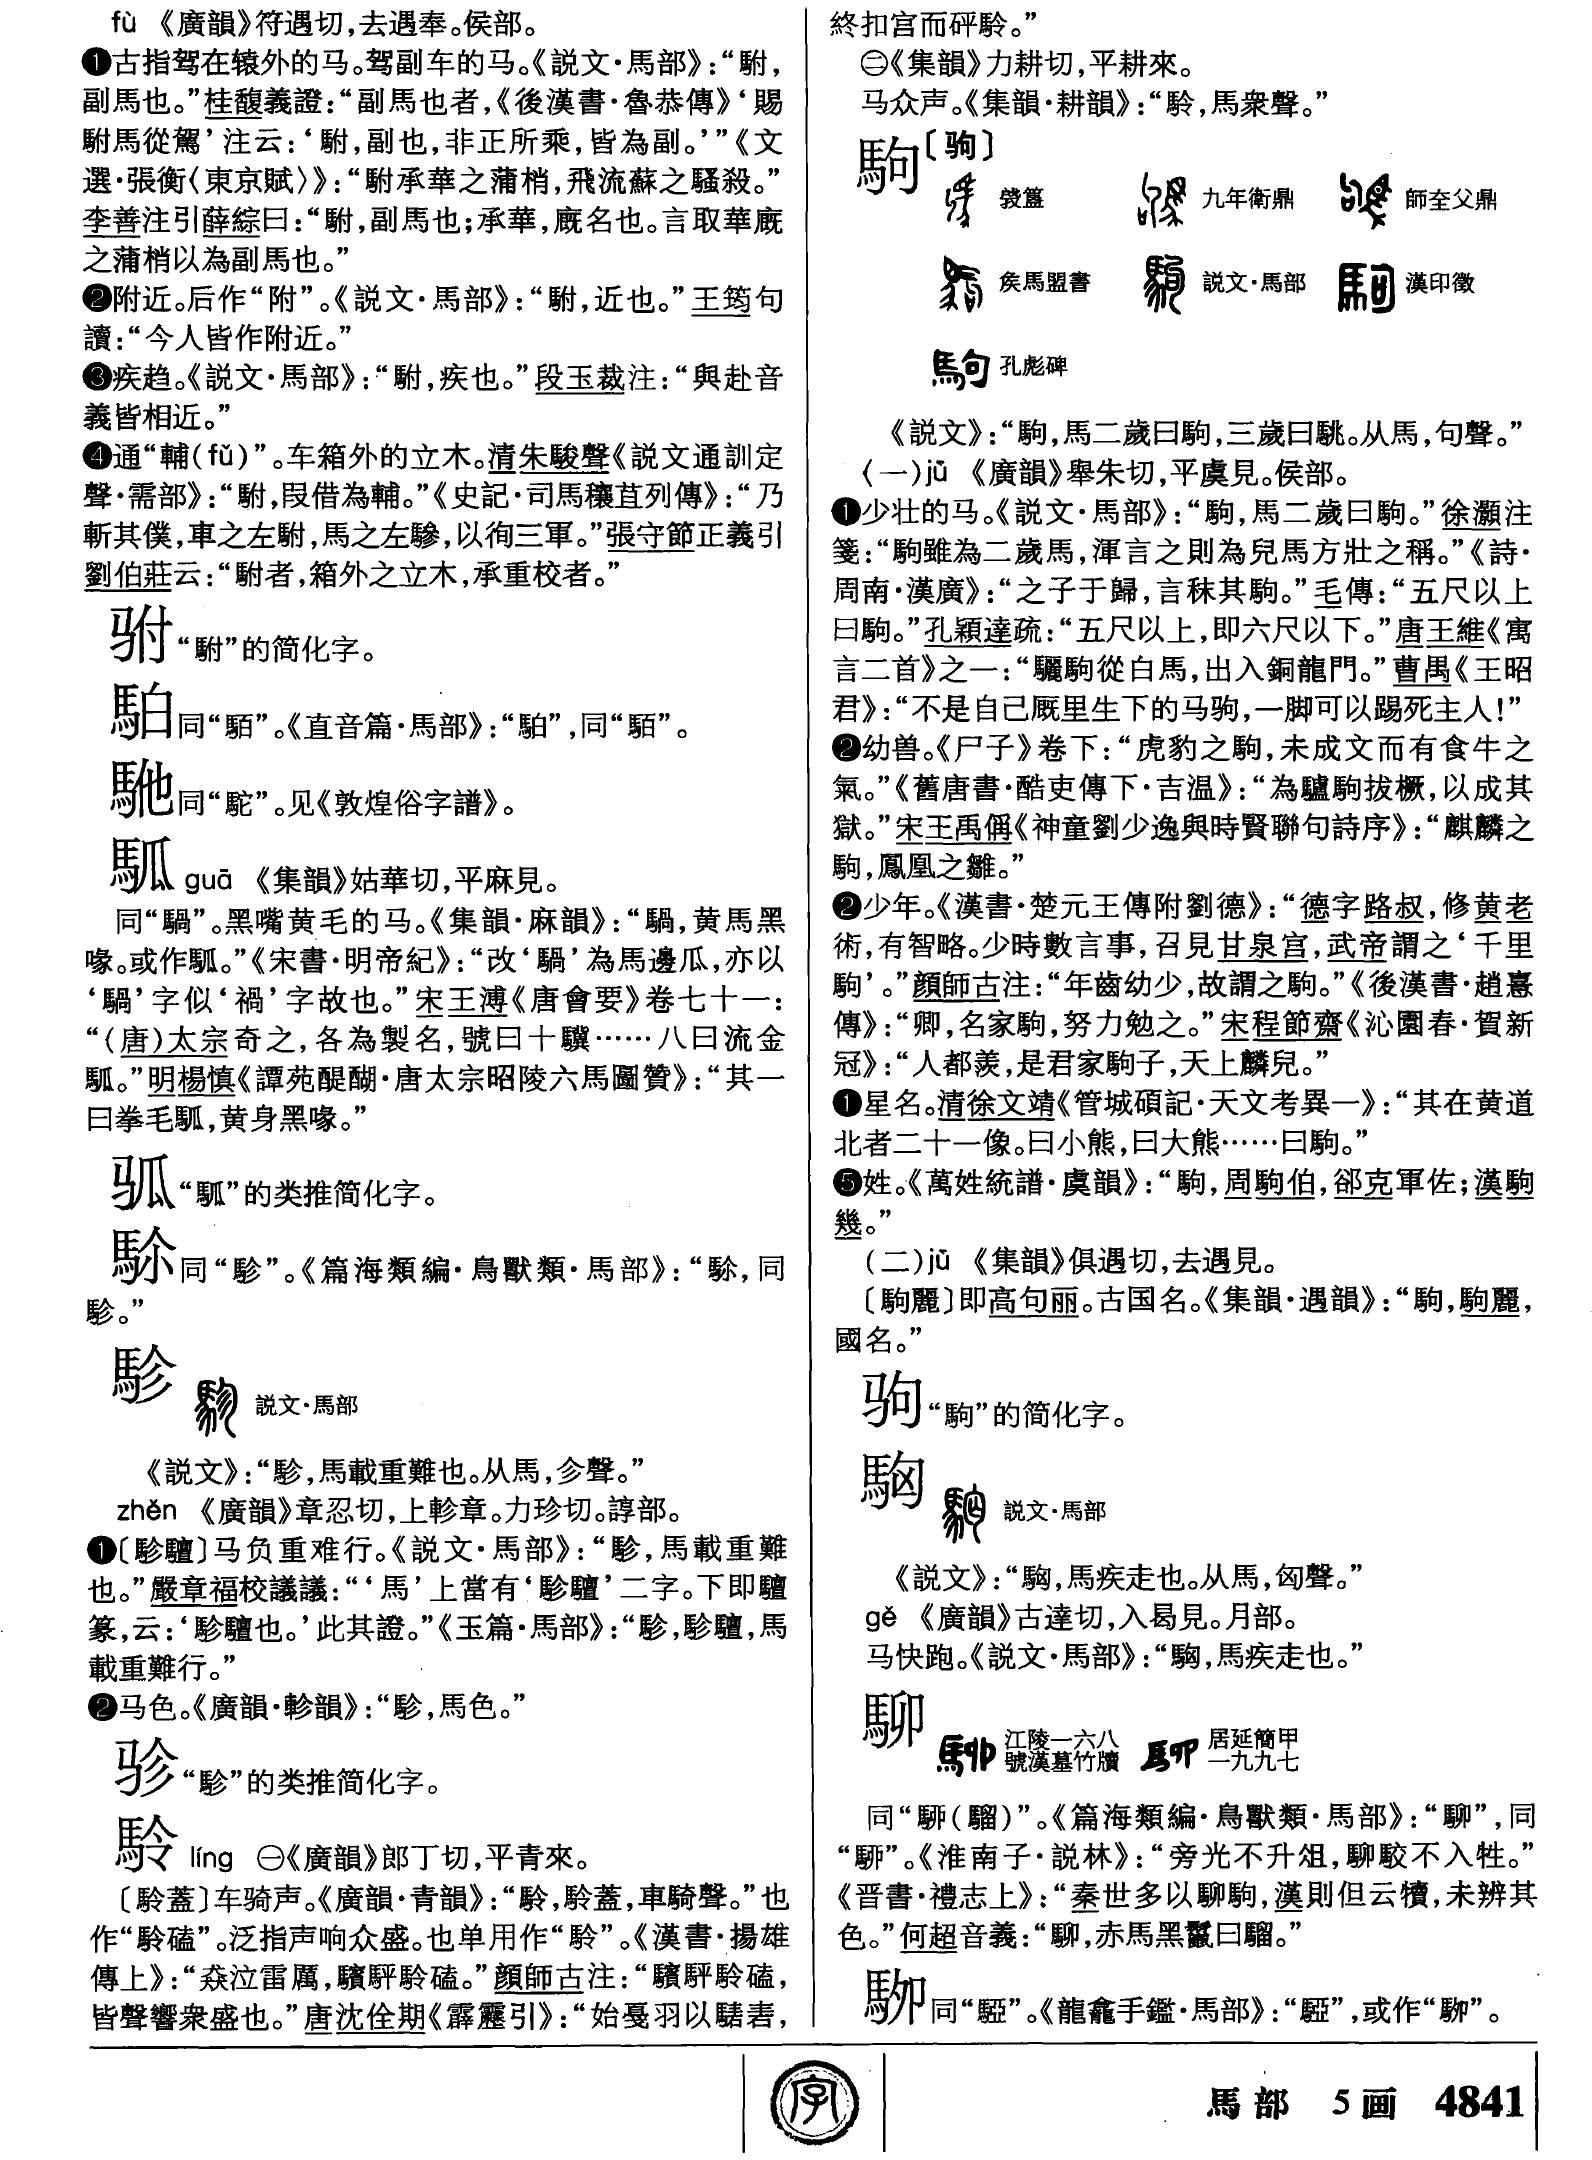 fù　《廣韻》符遇切，去遇奉。侯部。
❶古指驾在辕外的马。驾副车的马。《説文·馬部》：“駙，
副馬也。”桂馥義證：“副馬也者，《後漢書·魯恭傳》‘賜
駙馬從駕’注云：‘駙，副也，非正所乘，皆為副。’”《文
選·張衡〈東京賦〉》：“駙承華之蒲梢，飛流蘇之騷殺。”
李善注引薛綜曰：“駙，副馬也；承華，廐名也。言取華廐
之蒲梢以為副馬也。”
❷附近。后作“附”。《説文·馬部》：“駙，近也。”王筠句
讀：“今人皆作附近。”
❸疾趋。《説文·馬部》：“駙，疾也。”段玉裁注：“與赴音
義皆相近。”
❹通“輔(fǔ)”。车箱外的立木。清朱駿聲《説文通訓定
聲·需部》：“駙，叚借為輔。”《史記·司馬穰苴列傳》：“乃
斬其僕，車之左駙，馬之左驂，以徇三軍。”張守節正義引
劉伯莊云：“駙者，箱外之立木，承重校者。”
驸“駙”的简化字。
䮀同“䮤”。《直音篇·馬部》：“䮀”，同“䮤”。
馳同“駝”。见《敦煌俗字譜》。
䭨 guā　《集韻》姑華切，平麻見。
同“騧”。黑嘴黄毛的马。《集韻·麻韻》：“騧，黄馬黑
喙。或作䭨。”《宋書·明帝紀》：“改‘騧’為馬邊瓜，亦以
‘騧’字似‘禍’字故也。”宋王溥《唐會要》卷七十一：
“(唐)太宗奇之，各為製名，號曰十驥……八曰流金
䭨。”明楊慎《譚苑醍醐·唐太宗昭陵六馬圖贊》：“其一
曰拳毛䭨，黄身黑喙。”
“䭨”的类推简化字。
同“駗”。《篇海類編·鳥獸類·馬部》：“，同
駗。”
駗　説文·馬部
《説文》：“駗，馬載重難也。从馬，㐱聲。”
zhěn　《廣韻》章忍切，上軫章。力珍切。諄部。
❶〔駗驙〕马负重难行。《説文·馬部》：“駗，馬載重難
也。”嚴章福校議議：“‘馬’上當有‘駗驙’二字。下即驙
篆，云：‘駗驙也。’此其證。”《玉篇·馬部》：“駗，駗驙，馬
載重難行。”
❷马色。《廣韻·軫韻》：“駗，馬色。”
“駗”的类推简化字。
駖 líng　㊀《廣韻》郎丁切，平青來。
〔駖蓋〕车骑声。《廣韻·青韻》：“駖，駖蓋，車騎聲。”也
作“駖磕”。泛指声响众盛。也单用作“駖”。《漢書·揚雄
傳上》：“猋泣雷厲，驞駍駖磕。”顔師古注：“驞駍駖磕，
皆聲響衆盛也。”唐沈佺期《霹靂引》：“始戛羽以騞砉，
終扣宫而砰駖。”
㊁《集韻》力耕切，平耕來。
马众声。《集韻·耕韻》：“駖，馬衆聲。”
駒〔驹〕
㝬簋　九年衛鼎　師𡘇父鼎
矦馬盟書　説文·馬部　漢印徵
孔彪碑
《説文》：“駒，馬二歲曰駒，三歲曰駣。从馬，句聲。”
(一)jū　《廣韻》舉朱切，平虞見。侯部。
❶少壮的马。《説文·馬部》：“駒，馬二歲曰駒。”徐灝注
箋：“駒雖為二歲馬，渾言之則為兒馬方壯之稱。”《詩·
周南·漢廣》：“之子于歸，言秣其駒。”毛傳：“五尺以上
曰駒。”孔穎達疏：“五尺以上，即六尺以下。”唐王維《寓
言二首》之一：“驪駒從白馬，出入銅龍門。”曹禺《王昭
君》：“不是自己厩里生下的马驹，一脚可以踢死主人！”
❷幼兽。《尸子》卷下：“虎豹之駒，未成文而有食牛之
氣。”《舊唐書·酷吏傳下·吉温》：“為驢駒拔橛，以成其
獄。”宋王禹偁《神童劉少逸與時賢聯句詩序》：“麒麟之
駒，鳳凰之雛。”
❷少年。《漢書·楚元王傳附劉德》：“德字路叔，修黄老
術，有智略。少時數言事，召見甘泉宫，武帝謂之‘千里
駒’。”顔師古注：“年齒幼少，故謂之駒。”《後漢書·趙憙
傳》：“卿，名家駒，努力勉之。”宋程節齋《沁園春·賀新
冠》：“人都羨，是君家駒子，天上麟兒。”
❶星名。清徐文靖《管城碩記·天文考異一》：“其在黄道
北者二十一像。曰小熊，曰大熊……曰駒。”
❺姓。《萬姓統譜·虞韻》：“駒，周駒伯，郤克軍佐；漢駒
幾。”
(二)jū　《集韻》俱遇切，去遇見。
〔駒麗〕即高句丽。古国名。《集韻·遇韻》：“駒，駒麗，
國名。”
驹“駒”的简化字。
䮄　説文·馬部
《説文》：“䮄，馬疾走也。从馬，匃聲。”
gě　《廣韻》古達切，入曷見。月部。
马快跑。《説文·馬部》：“䮄，馬疾走也。”
駠　江陵一六八
號漢墓竹牘　居延簡甲
一九九七
同“駵(騮)”。《篇海類編·鳥獸類·馬部》：“駠”，同
“駵”。《淮南子·説林》：“旁光不升俎，駠駮不入牲。”
《晋書·禮志上》：“秦世多以駠駒，漢則但云犢，未辨其
色。”何超音義：“駠，赤馬黑鬣曰騮。”
同“䭼”。《龍龕手鑑·馬部》：“䭼”，或作“”。
字
馬部　5画　4841